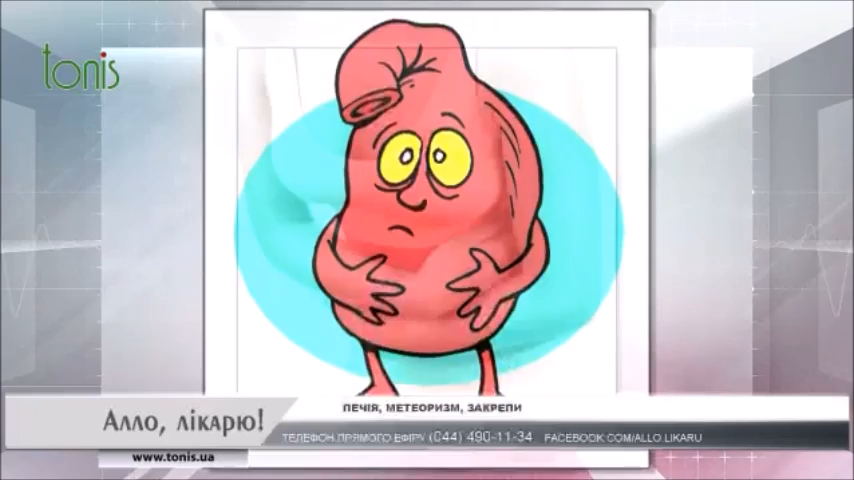 tonis
ПЕЧІЯ, МЕТЕОРИЗМ, ЗАКРЕПИ
Алло, лікарю!
ТЕЛЕФОН ПРЯМОГО ЕФІРУ (044) 490-11-34 FACEBOOK.COM/ALLO.LIKARU
www.tonis.ua